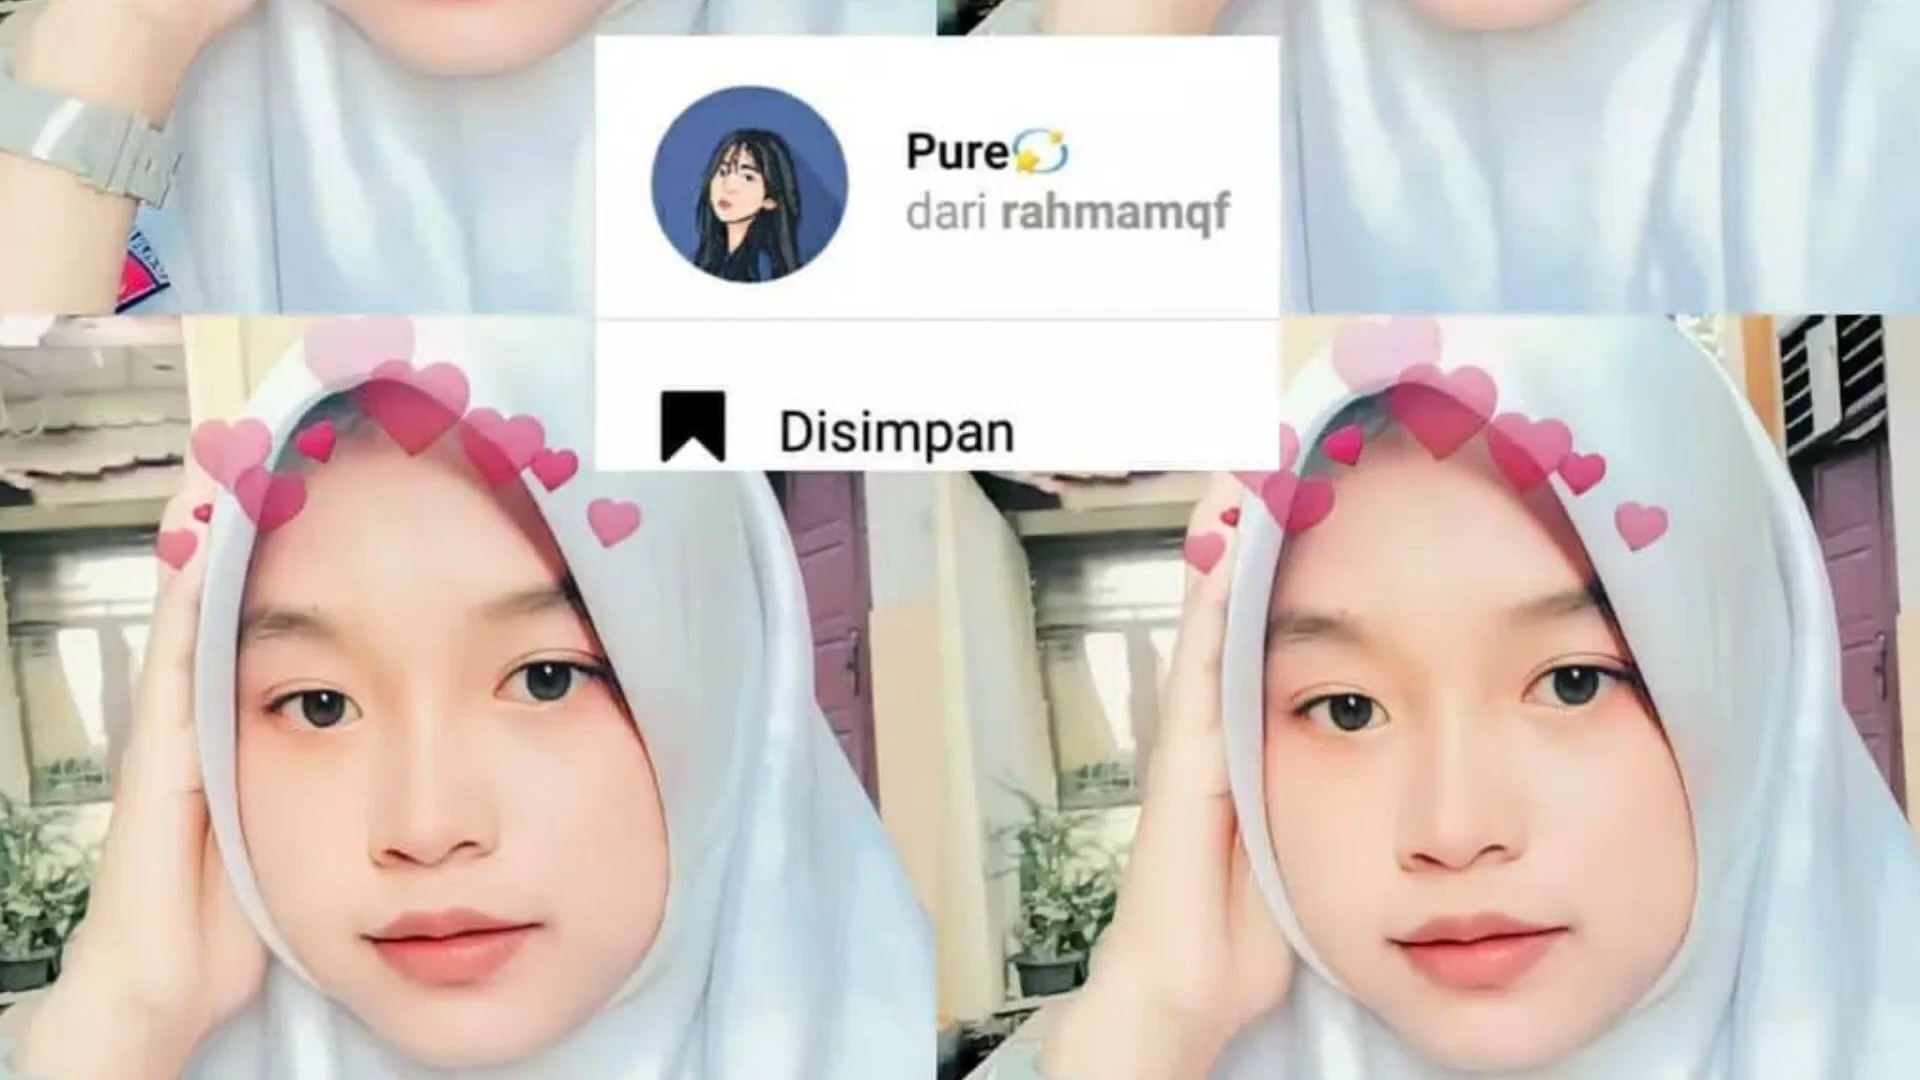 Pure💫
dari rahmamqf
Disimpan